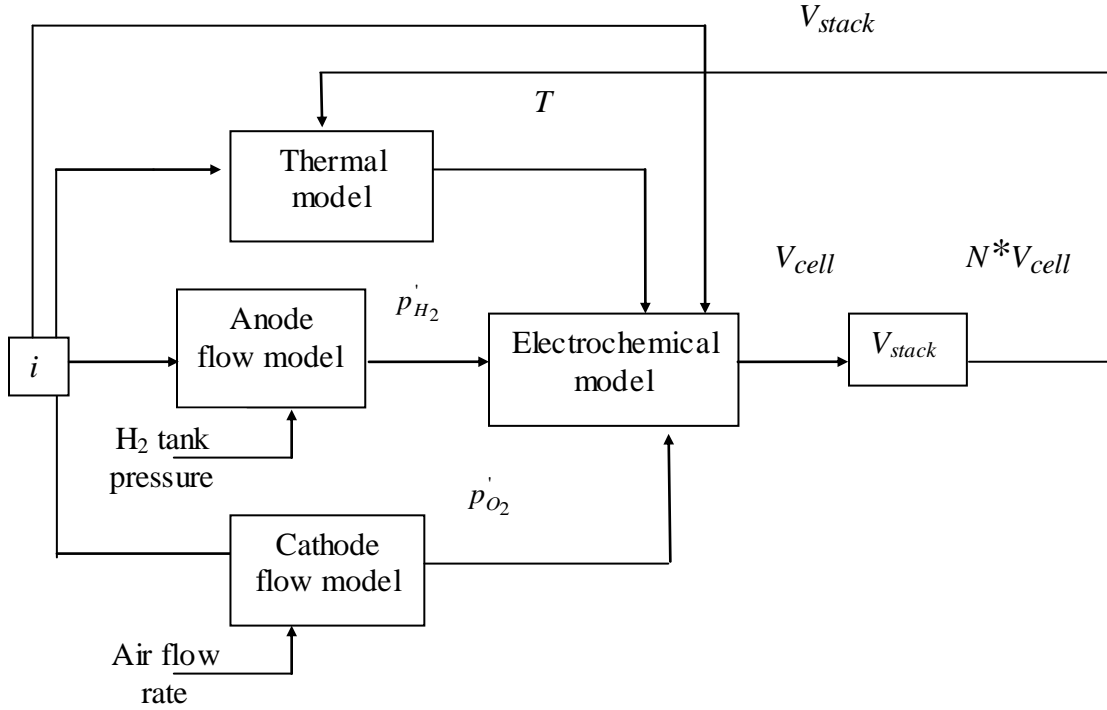 V_stack
T
Thermal
model
V_cell
N*V_cell
Anode
flow model
p'_H2
Electrochemical
model
V_stack
i
H2 tank
pressure
p'_O2
Cathode
flow model
Air flow
rate